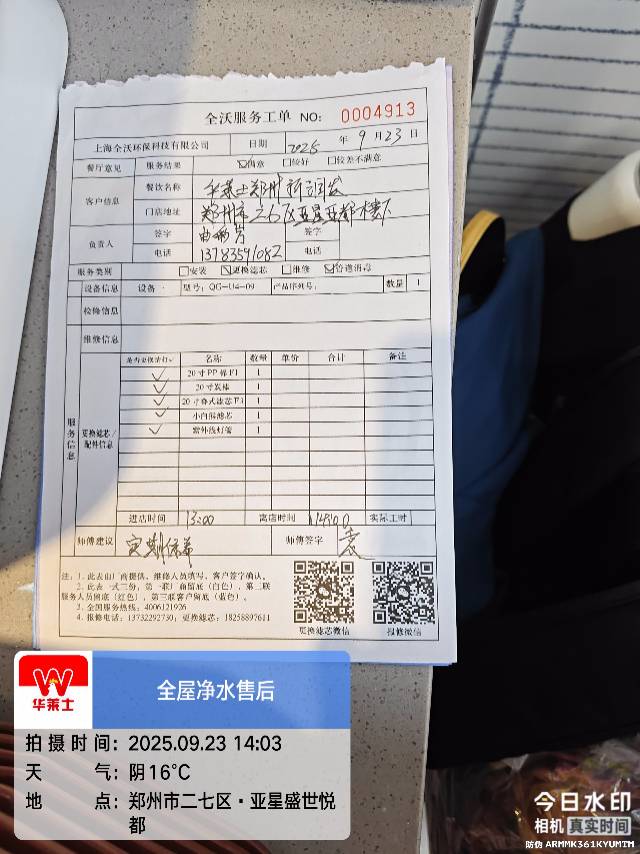 全沃服务工单 NO: 0004913
上海全沃环保科技有限公司 日期 2025 年 9 月 23 日
餐厅意见 服务结果 ☑满意 □较好 □较差不满意
客户信息 餐饮名称 华莱士郑州
门店地址 郑州市 区亚星 楼下
负责人 签字 签字
电话 13783591082 电话
服务类别 □安装 ☑更换滤芯 □维修 ☑管道消毒
设备信息 设备一 型号: QG-U4-09 产品序列号: 数量 1
检修信息
维修信息
服务信息 更换滤芯/配件信息
是否更换请打√ 名称 数量 单价 合计 备注
√ 20寸PP棉 1
√ 20寸炭棒 1
√ 20寸 滤芯 1
√ 小白 滤芯 1
√ 紫外线灯管 1
进店时间 13:00 离店时间 实际工时
师傅建议 定期保养 师傅签字
注: 1. 此表由厂商提供、维修人员填写、客户签字确认。
2. 此表一式三份, 第一联厂商留底(白色)、第二联
服务人员留底(红色)、第三联客户留底(蓝色)。
3. 全国服务热线: 4006121926
4. 报修电话: 13732292730; 投诉电话: 18258897611
更换滤芯微信 报修微信
华莱士
全屋净水售后
拍摄时间: 2025.09.23 14:03
天气: 阴16℃
地点: 郑州市二七区·亚星盛世悦
都
今日水印
相机 真实时间
防伪 ARMMK361KYUMTM